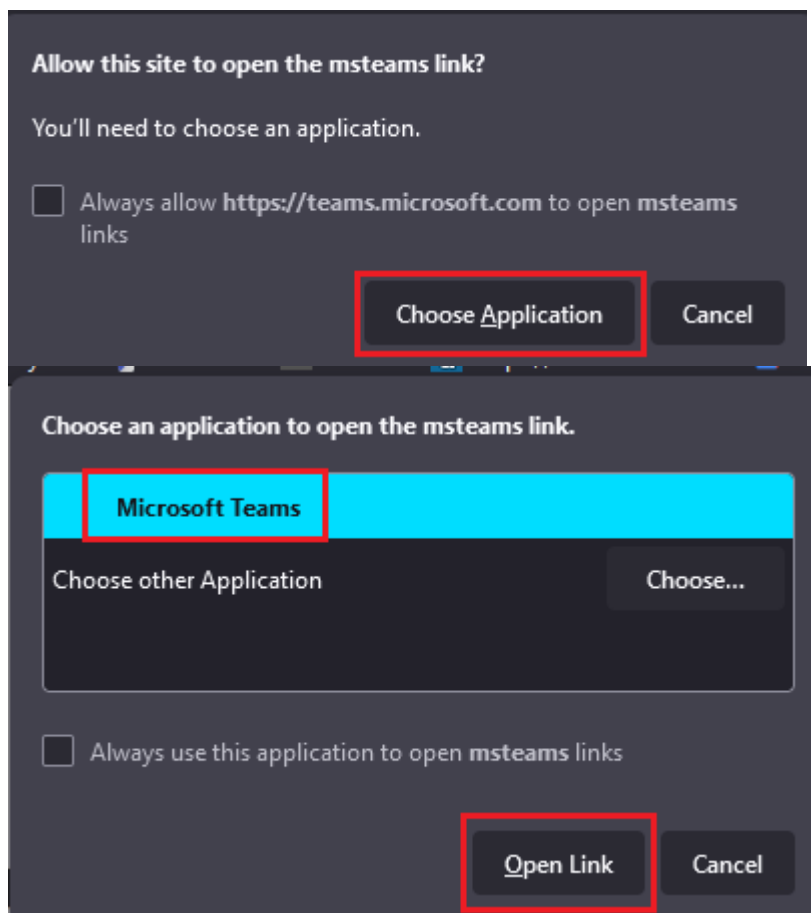 Allow this site to open the msteams link?
You'll need to choose an application.
Always allow https://teams.microsoft.com to open msteams
links
Choose Application
Cancel
Choose an application to open the msteams link.
Microsoft Teams
Choose other Application
Choose...
Always use this application to open msteams links
Open Link
Cancel